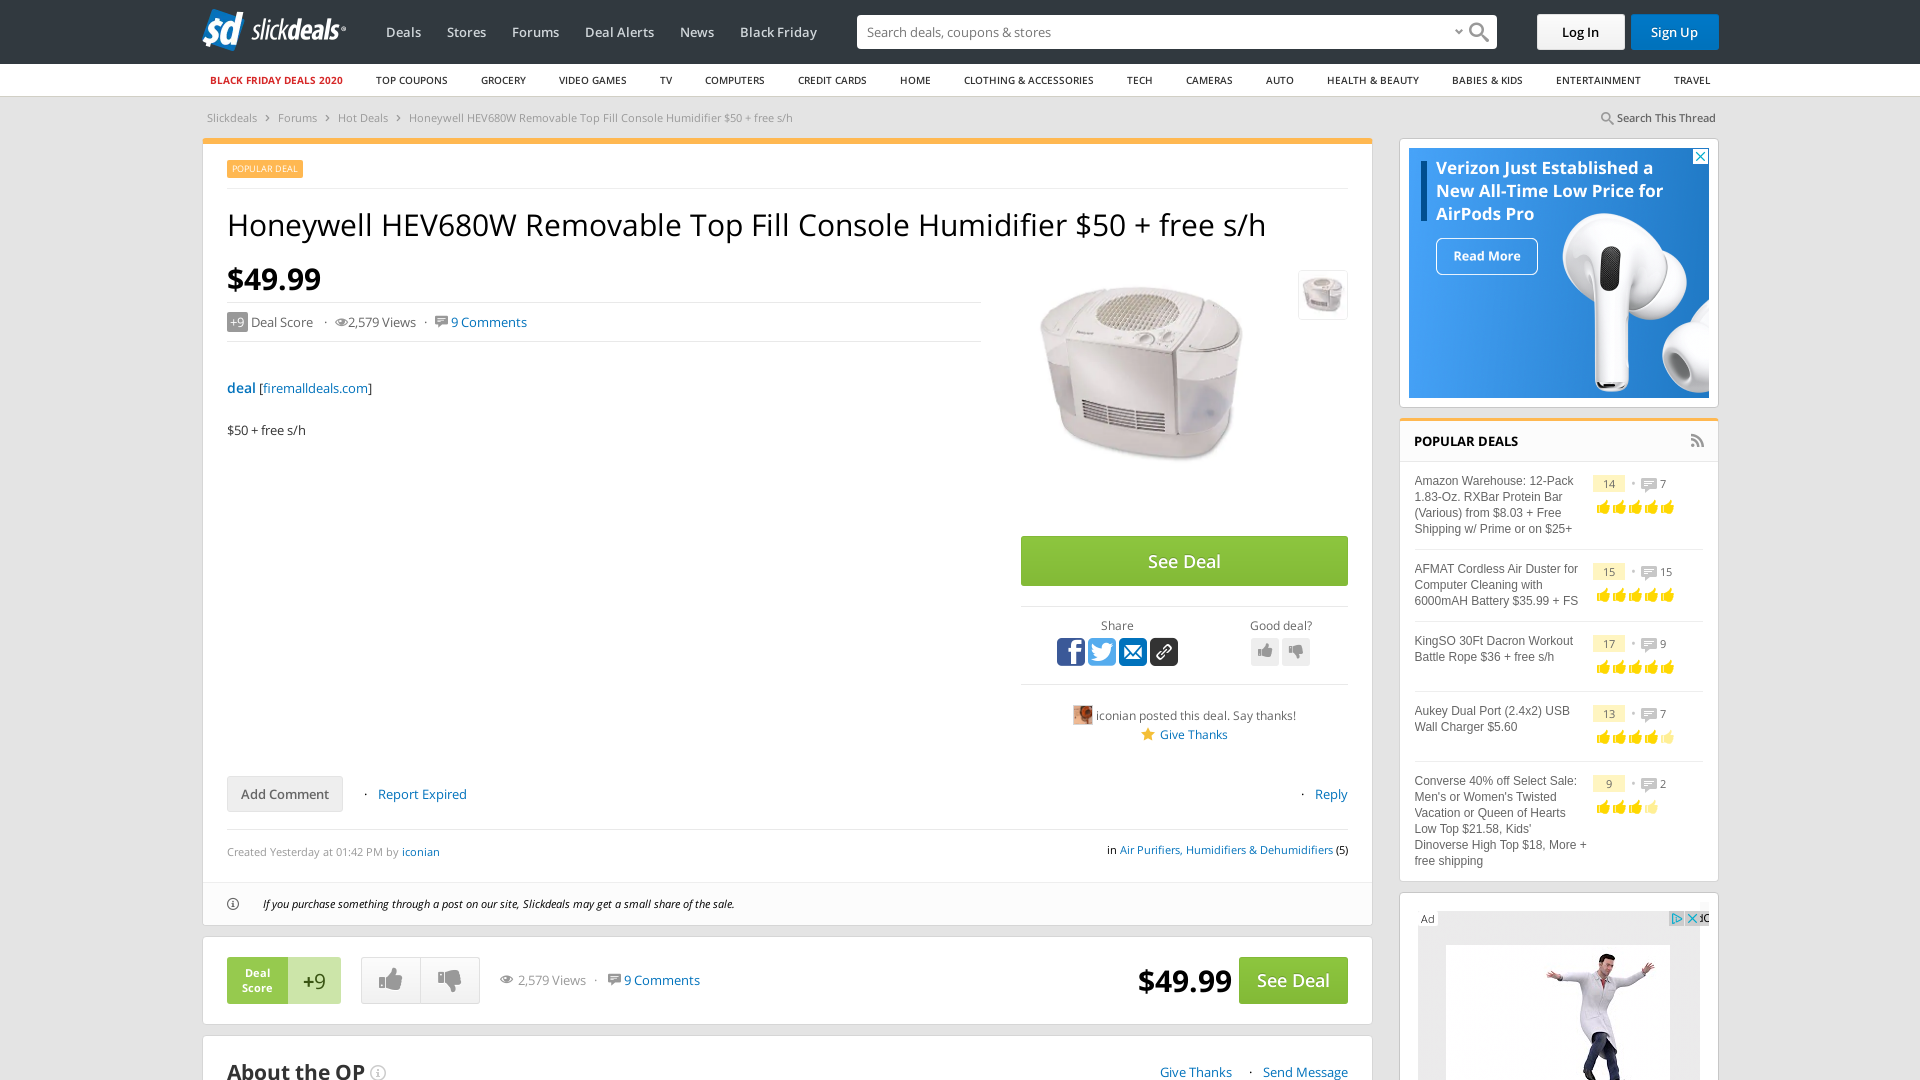 slickdeals
Deals
Stores
Forums
Deal Alerts
News
Black Friday
Search deals, coupons & stores
Log In
Sign Up
BLACK FRIDAY DEALS 2020
TOP COUPONS
GROCERY
VIDEO GAMES
TV
COMPUTERS
CREDIT CARDS
HOME
CLOTHING & ACCESSORIES
TECH
CAMERAS
AUTO
HEALTH & BEAUTY
BABIES & KIDS
ENTERTAINMENT
TRAVEL
Slickdeals › Forums › Hot Deals › Honeywell HEV680W Removable Top Fill Console Humidifier $50 + free s/h
Search This Thread
POPULAR DEAL
Honeywell HEV680W Removable Top Fill Console Humidifier $50 + free s/h
$49.99
+9 Deal Score · 2,579 Views · 9 Comments
deal [firemalldeals.com]
$50 + free s/h
See Deal
Share
Good deal?
iconian posted this deal. Say thanks!
Give Thanks
Add Comment · Report Expired
· Reply
Created Yesterday at 01:42 PM by iconian
in Air Purifiers, Humidifiers & Dehumidifiers (5)
If you purchase something through a post on our site, Slickdeals may get a small share of the sale.
Deal
Score
+9
2,579 Views · 9 Comments
$49.99
See Deal
About the OP
Give Thanks · Send Message
Verizon Just Established a
New All-Time Low Price for
AirPods Pro
Read More
POPULAR DEALS
Amazon Warehouse: 12-Pack
1.83-Oz. RXBar Protein Bar
(Various) from $8.03 + Free
Shipping w/ Prime or on $25+
14 • 7
AFMAT Cordless Air Duster for
Computer Cleaning with
6000mAH Battery $35.99 + FS
15 • 15
KingSO 30Ft Dacron Workout
Battle Rope $36 + free s/h
17 • 9
Aukey Dual Port (2.4x2) USB
Wall Charger $5.60
13 • 7
Converse 40% off Select Sale:
Men's or Women's Twisted
Vacation or Queen of Hearts
Low Top $21.58, Kids'
Dinoverse High Top $18, More +
free shipping
9 • 2
Ad